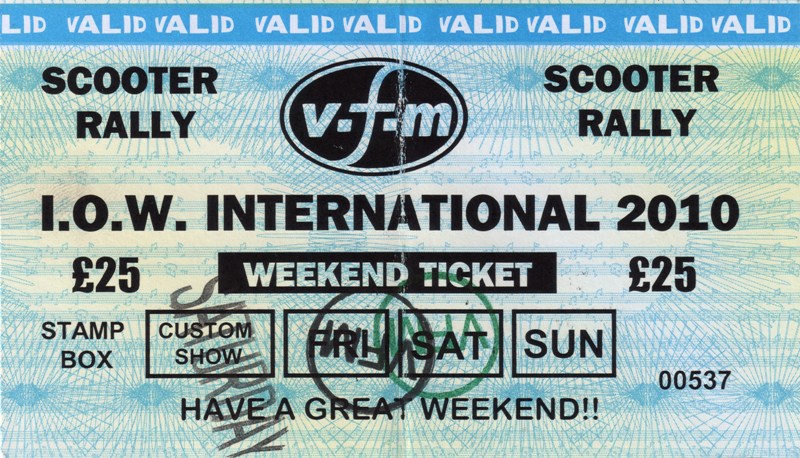 LID VALID VALID VALID VALID VALID VALID VALID VALID
SCOOTER RALLY
v·f·m
SCOOTER RALLY
I.O.W. INTERNATIONAL 2010
£25 WEEKEND TICKET £25
STAMP BOX
CUSTOM SHOW
FRI
SAT
SUN
SATURDAY
00537
HAVE A GREAT WEEKEND!!